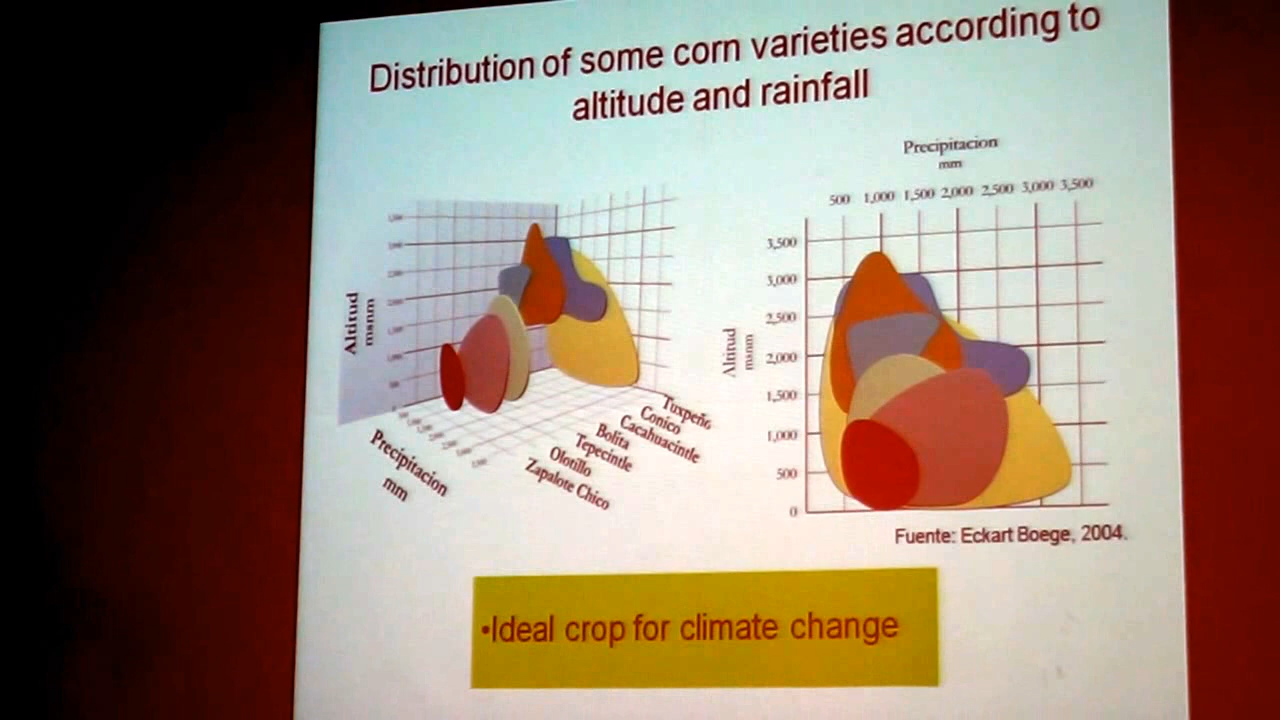 Distribution of some corn varieties according to
altitude and rainfall
Altitud
msnm
Precipitacion
mm
Tuxpeño
Conico
Cacahuacintle
Bolita
Tepecintle
Olotillo
Zapalote Chico
Precipitacion
mm
500 1,000 1,500 2,000 2,500 3,000 3,500
Altitud
msnm
3,500
3,000
2,500
2,000
1,500
1,000
500
0
Fuente: Eckart Boege, 2004.
•Ideal crop for climate change